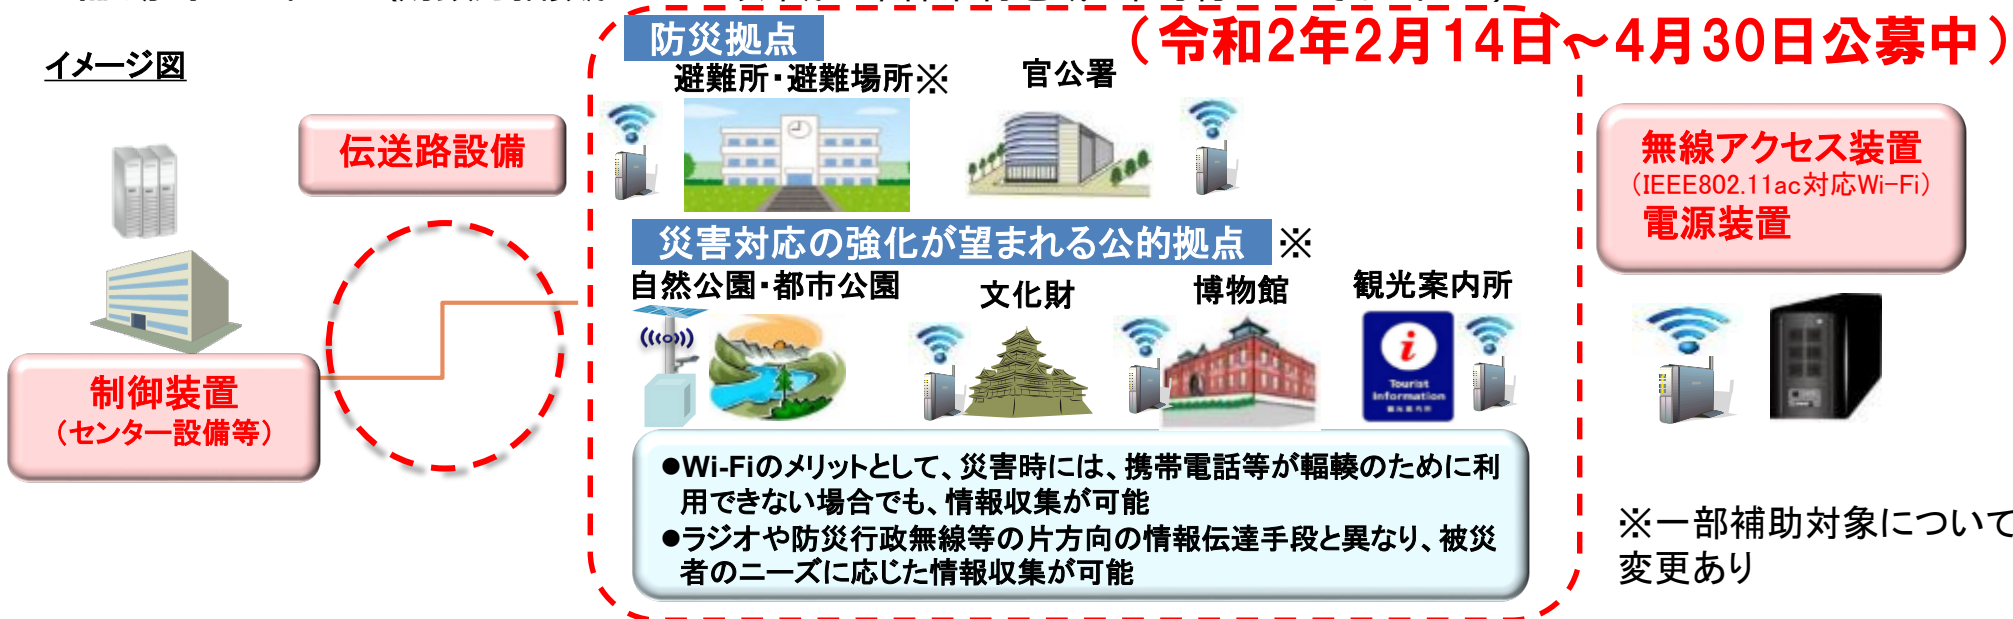 (令和2年2月14日～4月30日公募中)
イメージ図
防災拠点
避難所・避難場所※
官公署
伝送路設備
無線アクセス装置
(IEEE802.11ac対応Wi-Fi)
電源装置
災害対応の強化が望まれる公的拠点 ※
自然公園・都市公園
文化財
博物館
観光案内所
i
Tourist
Information
観光案内所
制御装置
(センター設備等)
●Wi-Fiのメリットとして、災害時には、携帯電話等が輻輳のために利
用できない場合でも、情報収集が可能
●ラジオや防災行政無線等の片方向の情報伝達手段と異なり、被災
者のニーズに応じた情報収集が可能
※一部補助対象について
変更あり